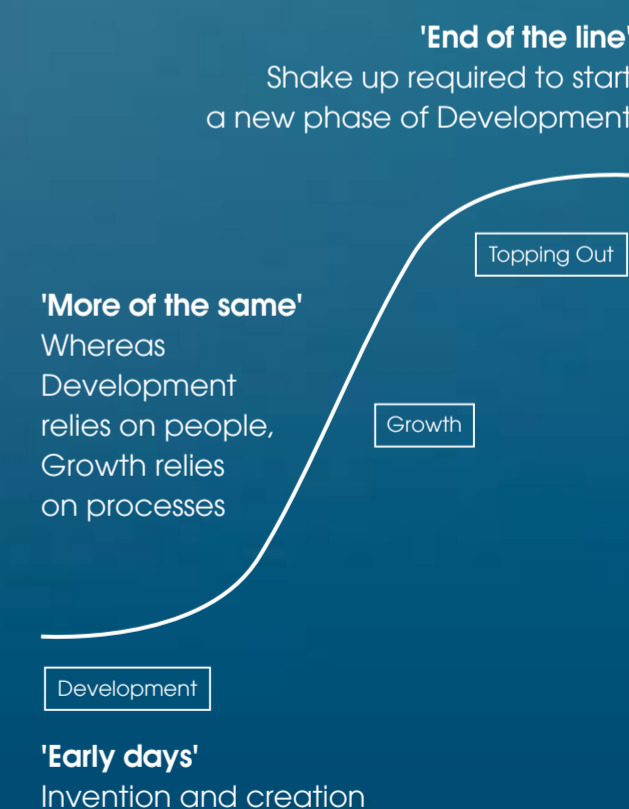 'End of the line'
Shake up required to start
a new phase of Development
Topping Out
'More of the same'
Whereas
Development
relies on people,
Growth relies
on processes
Growth
Development
'Early days'
Invention and creation